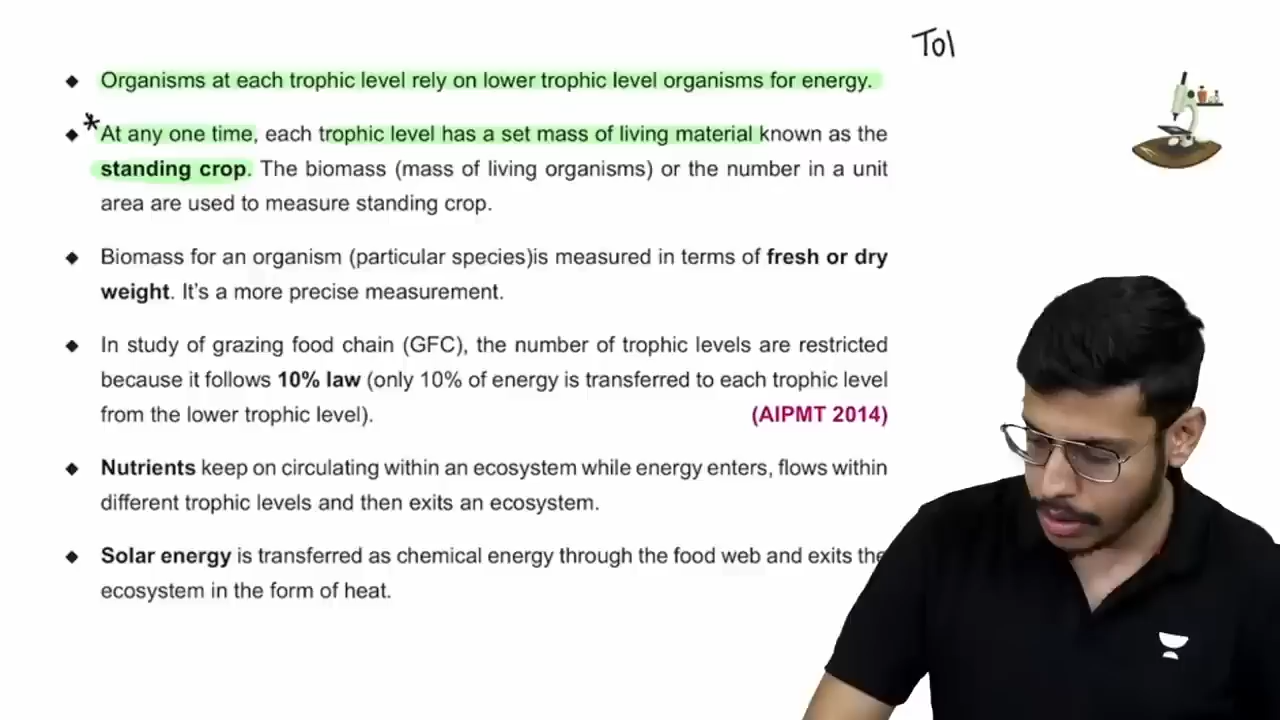 Tol
◆ Organisms at each trophic level rely on lower trophic level organisms for energy.
◆ *At any one time, each trophic level has a set mass of living material known as the
standing crop. The biomass (mass of living organisms) or the number in a unit
area are used to measure standing crop.
◆ Biomass for an organism (particular species)is measured in terms of fresh or dry
weight. It's a more precise measurement.
◆ In study of grazing food chain (GFC), the number of trophic levels are restricted
because it follows 10% law (only 10% of energy is transferred to each trophic level
from the lower trophic level).
(AIPMT 2014)
◆ Nutrients keep on circulating within an ecosystem while energy enters, flows within
different trophic levels and then exits an ecosystem.
◆ Solar energy is transferred as chemical energy through the food web and exits the
ecosystem in the form of heat.